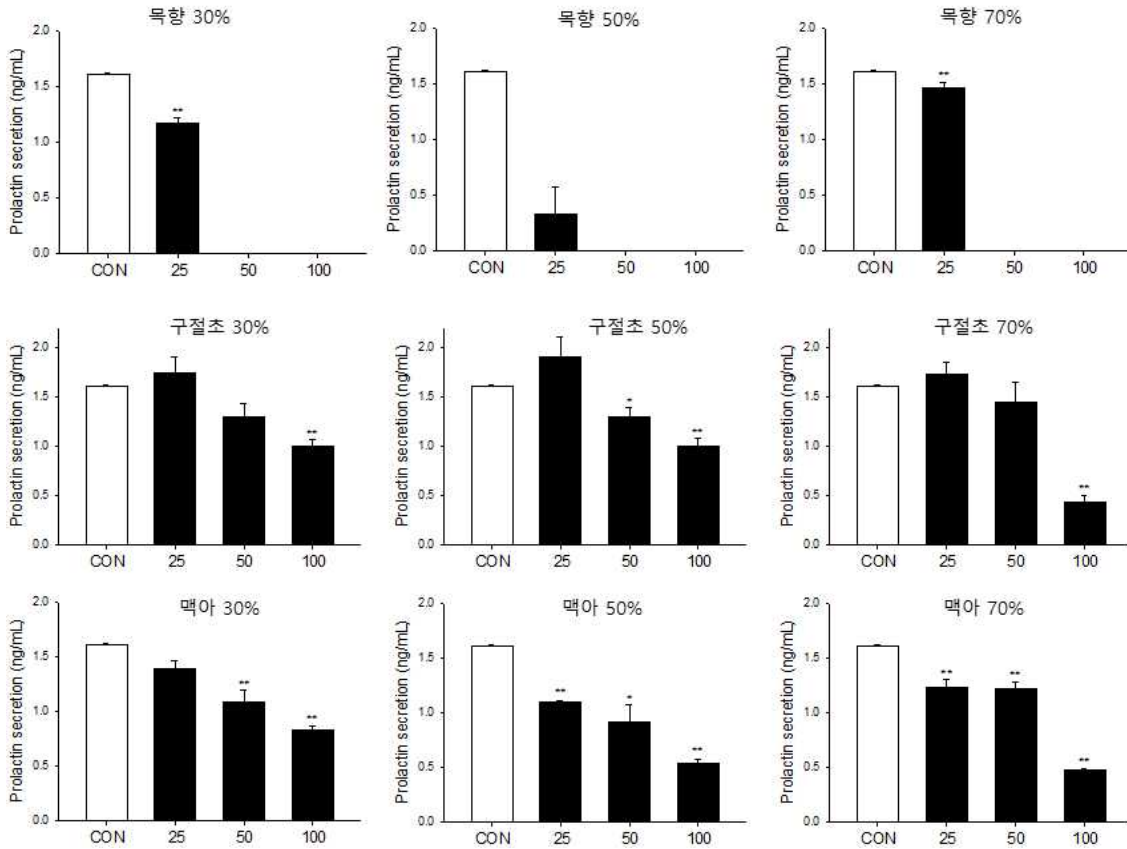 목향 30%
Prolactin secretion (ng/mL)
2.0
1.5
1.0
0.5
0.0
**
CON 25 50 100
목향 50%
Prolactin secretion (ng/mL)
2.0
1.5
1.0
0.5
0.0
CON 25 50 100
목향 70%
Prolactin secretion (ng/mL)
2.0
1.5
1.0
0.5
0.0
**
CON 25 50 100
구절초 30%
Prolactin secretion (ng/mL)
2.0
1.5
1.0
0.5
0.0
**
CON 25 50 100
구절초 50%
Prolactin secretion (ng/mL)
2.0
1.5
1.0
0.5
0.0
*
**
CON 25 50 100
구절초 70%
Prolactin secretion (ng/mL)
2.0
1.5
1.0
0.5
0.0
**
CON 25 50 100
맥아 30%
Prolactin secretion (ng/mL)
2.0
1.5
1.0
0.5
0.0
**
**
CON 25 50 100
맥아 50%
Prolactin secretion (ng/mL)
2.0
1.5
1.0
0.5
0.0
**
*
**
CON 25 50 100
맥아 70%
Prolactin secretion (ng/mL)
2.0
1.5
1.0
0.5
0.0
**
**
**
CON 25 50 100